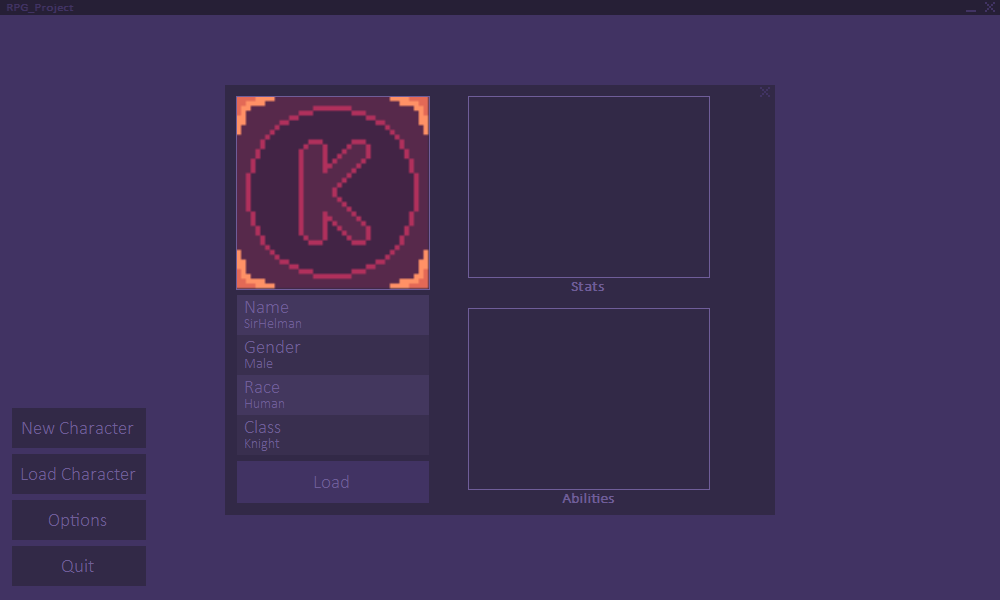 RPG_Project
K
Name
SirHelman
Gender
Male
Race
Human
Class
Knight
Load
Stats
Abilities
New Character
Load Character
Options
Quit